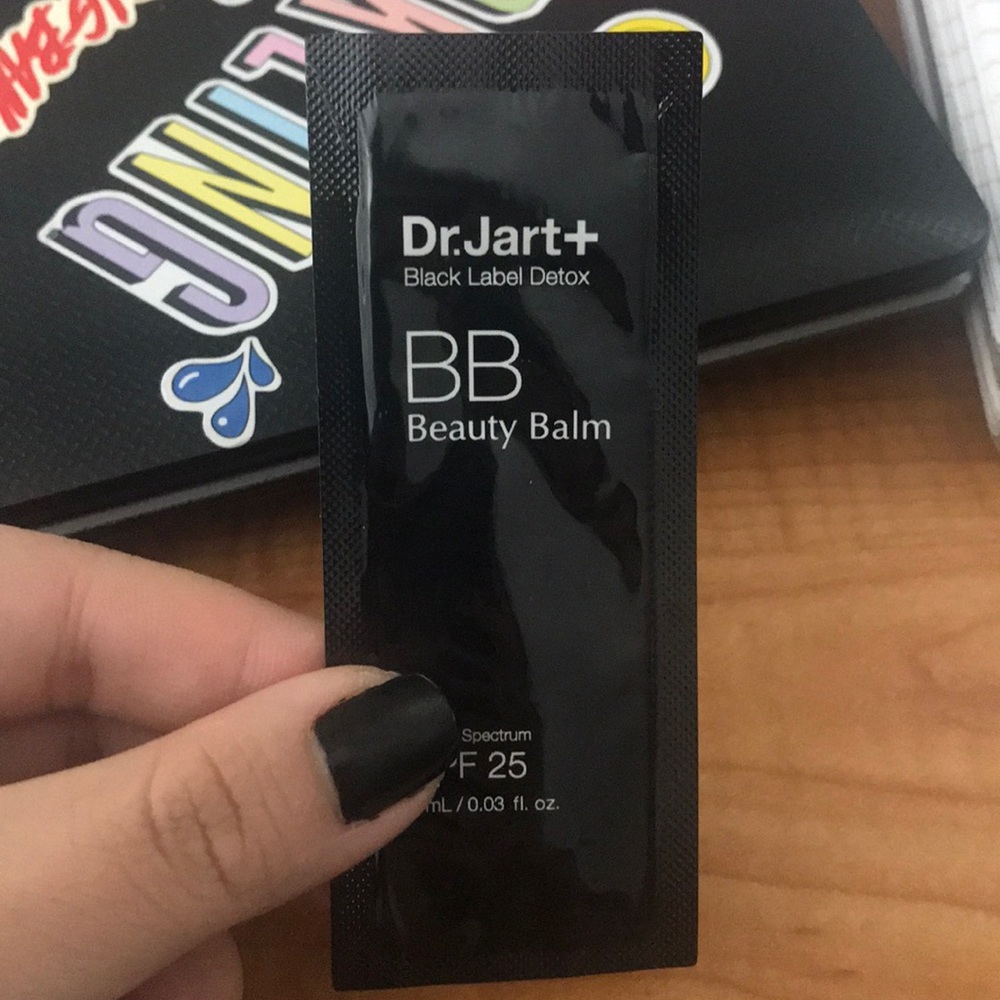 Dr.Jart+
Black Label Detox
BB
Beauty Balm
Spectrum
F 25
mL / 0.03 fl. oz.